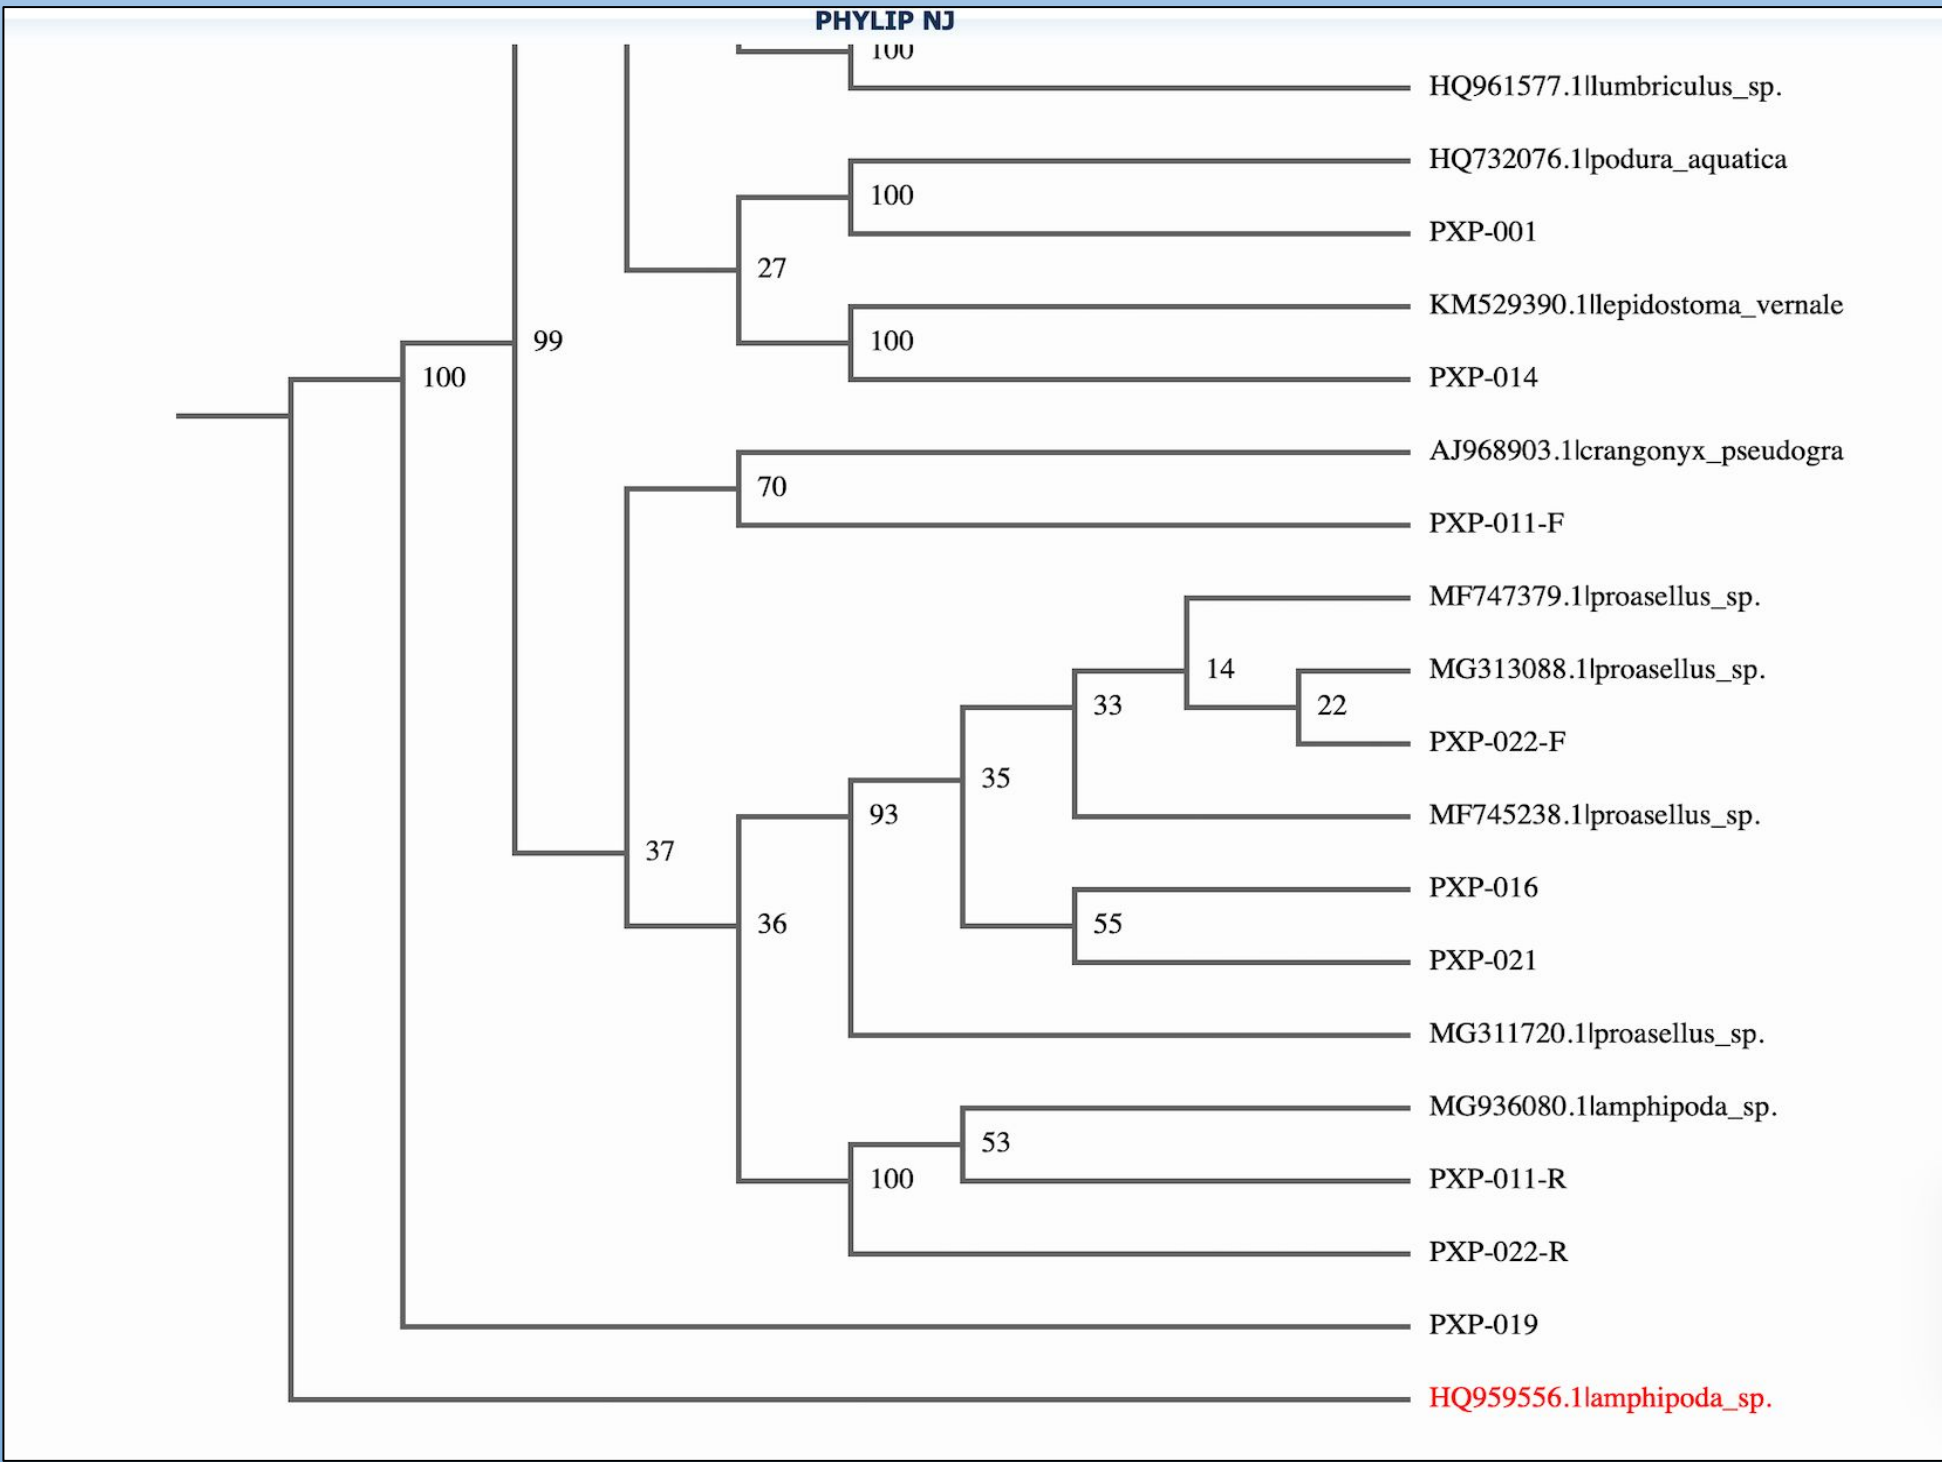 PHYLIP NJ
100
HQ961577.1|lumbriculus_sp.
HQ732076.1|podura_aquatica
100
PXP-001
27
KM529390.1|lepidostoma_vernale
99
100
100
PXP-014
AJ968903.1|crangonyx_pseudogra
70
PXP-011-F
MF747379.1|proasellus_sp.
14
MG313088.1|proasellus_sp.
33
22
PXP-022-F
35
93
MF745238.1|proasellus_sp.
37
PXP-016
36
55
PXP-021
MG311720.1|proasellus_sp.
MG936080.1|amphipoda_sp.
53
100
PXP-011-R
PXP-022-R
PXP-019
HQ959556.1|amphipoda_sp.